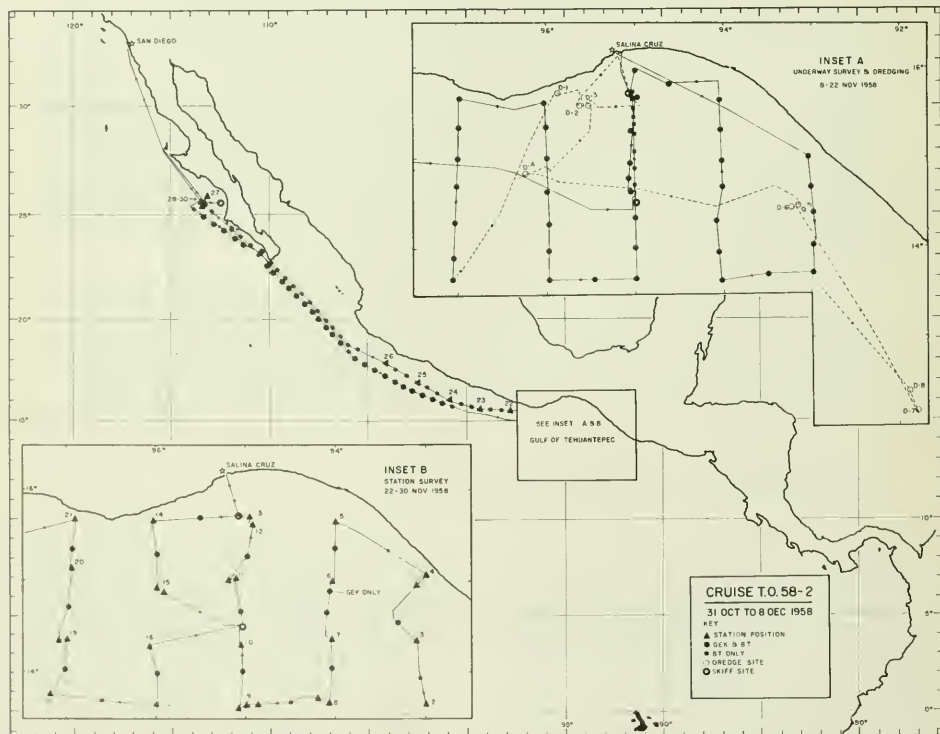 120°
110°
SAN DIEGO
30°
25°
20°
15°
27
28-30
26
25
24
23
22
SEE INSET A & B
GULF OF TEHUANTEPEC
96°
94°
92°
SALINA CRUZ
16°
14°
INSET A
UNDERWAY SURVEY & DREDGING
8-22 NOV 1958
D-1
D-2
D-3
D-4
D-6
D-8
D-7
96°
94°
SALINA CRUZ
INSET B
STATION SURVEY
22-30 NOV 1958
16°
21
14
13
12
5
4
20
15
11
6
GEK ONLY
19
16
10
7
3
9
8
2
CRUISE T.O. 58-2
31 OCT TO 8 DEC 1958
KEY
STATION POSITION
GEK & BT
BT ONLY
DREDGE SITE
SKIFF SITE
10°
5°
0°
95°
90°